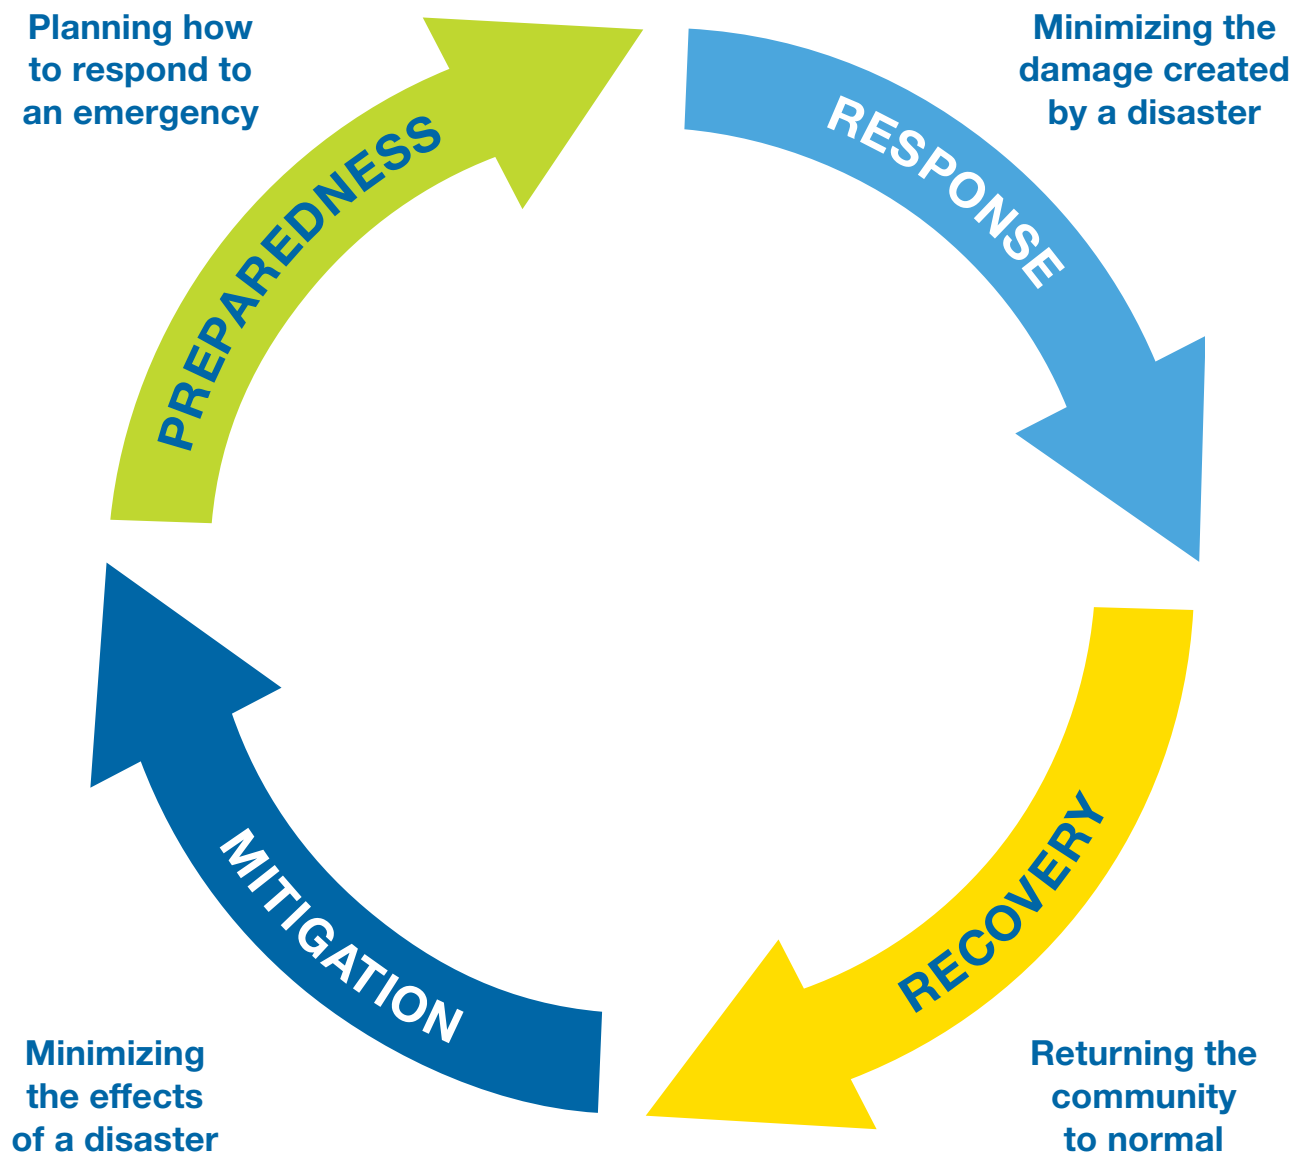 Planning how
to respond to
an emergency
PREPAREDNESS
RESPONSE
Minimizing the
damage created
by a disaster
MITIGATION
RECOVERY
Minimizing
the effects
of a disaster
Returning the
community
to normal